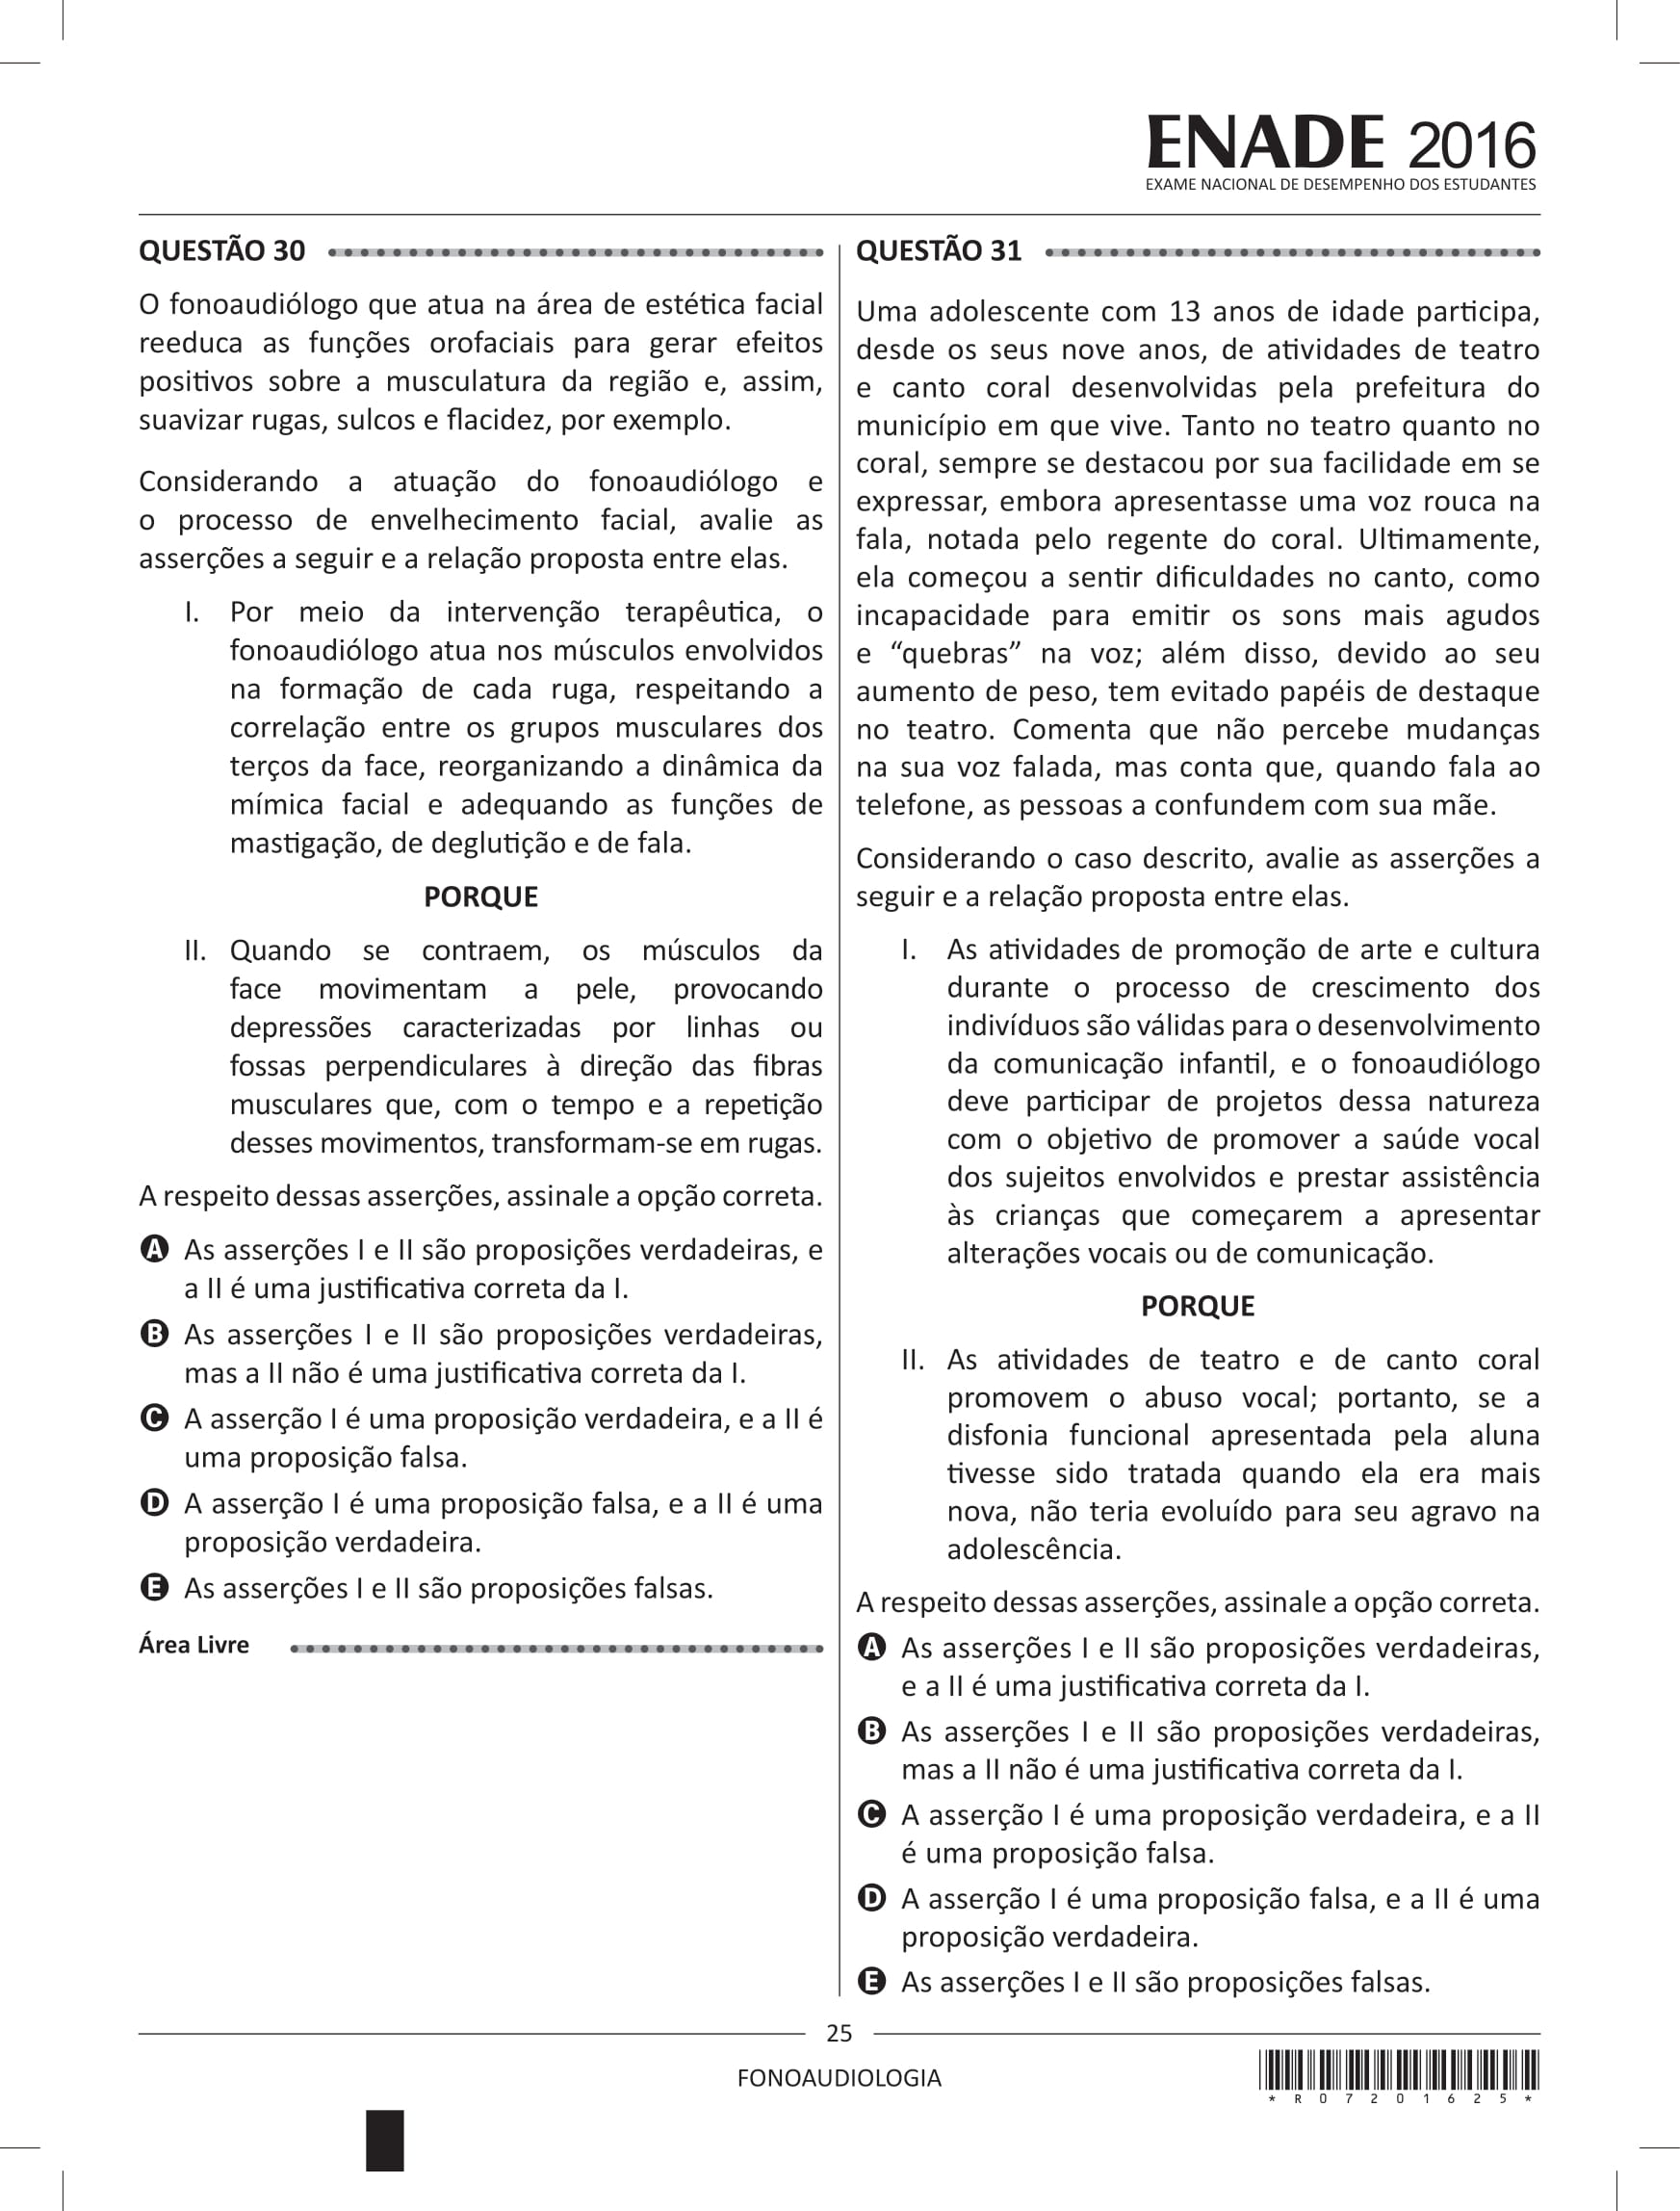 ENADE 2016
EXAME NACIONAL DE DESEMPENHO DOS ESTUDANTES
QUESTÃO 30
O fonoaudiólogo que atua na área de estética facial
reeduca as funções orofaciais para gerar efeitos
positivos sobre a musculatura da região e, assim,
suavizar rugas, sulcos e flacidez, por exemplo.
Considerando a atuação do fonoaudiólogo e
o processo de envelhecimento facial, avalie as
asserções a seguir e a relação proposta entre elas.
I. Por meio da intervenção terapêutica, o
fonoaudiólogo atua nos músculos envolvidos
na formação de cada ruga, respeitando a
correlação entre os grupos musculares dos
terços da face, reorganizando a dinâmica da
mímica facial e adequando as funções de
mastigação, de deglutição e de fala.
PORQUE
II. Quando se contraem, os músculos da
face movimentam a pele, provocando
depressões caracterizadas por linhas ou
fossas perpendiculares à direção das fibras
musculares que, com o tempo e a repetição
desses movimentos, transformam-se em rugas.
A respeito dessas asserções, assinale a opção correta.
A As asserções I e II são proposições verdadeiras, e
a II é uma justificativa correta da I.
B As asserções I e II são proposições verdadeiras,
mas a II não é uma justificativa correta da I.
C A asserção I é uma proposição verdadeira, e a II é
uma proposição falsa.
D A asserção I é uma proposição falsa, e a II é uma
proposição verdadeira.
E As asserções I e II são proposições falsas.
Área Livre
QUESTÃO 31
Uma adolescente com 13 anos de idade participa,
desde os seus nove anos, de atividades de teatro
e canto coral desenvolvidas pela prefeitura do
município em que vive. Tanto no teatro quanto no
coral, sempre se destacou por sua facilidade em se
expressar, embora apresentasse uma voz rouca na
fala, notada pelo regente do coral. Ultimamente,
ela começou a sentir dificuldades no canto, como
incapacidade para emitir os sons mais agudos
e “quebras” na voz; além disso, devido ao seu
aumento de peso, tem evitado papéis de destaque
no teatro. Comenta que não percebe mudanças
na sua voz falada, mas conta que, quando fala ao
telefone, as pessoas a confundem com sua mãe.
Considerando o caso descrito, avalie as asserções a
seguir e a relação proposta entre elas.
I. As atividades de promoção de arte e cultura
durante o processo de crescimento dos
indivíduos são válidas para o desenvolvimento
da comunicação infantil, e o fonoaudiólogo
deve participar de projetos dessa natureza
com o objetivo de promover a saúde vocal
dos sujeitos envolvidos e prestar assistência
às crianças que começarem a apresentar
alterações vocais ou de comunicação.
PORQUE
II. As atividades de teatro e de canto coral
promovem o abuso vocal; portanto, se a
disfonia funcional apresentada pela aluna
tivesse sido tratada quando ela era mais
nova, não teria evoluído para seu agravo na
adolescência.
A respeito dessas asserções, assinale a opção correta.
A As asserções I e II são proposições verdadeiras,
e a II é uma justificativa correta da I.
B As asserções I e II são proposições verdadeiras,
mas a II não é uma justificativa correta da I.
C A asserção I é uma proposição verdadeira, e a II
é uma proposição falsa.
D A asserção I é uma proposição falsa, e a II é uma
proposição verdadeira.
E As asserções I e II são proposições falsas.
25
FONOAUDIOLOGIA
*R07201625*